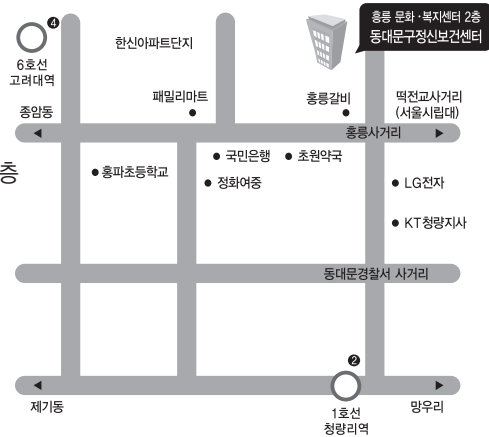 홍릉 문화·복지센터 2층
동대문구정신보건센터
4
6호선
고려대역
한신아파트단지
종암동
패밀리마트
홍릉갈비
떡전교사거리
(서울시립대)
홍릉사거리
층
국민은행
초원약국
홍파초등학교
정화여중
LG전자
KT청량지사
동대문경찰서 사거리
2
제기동
1호선
청량리역
망우리